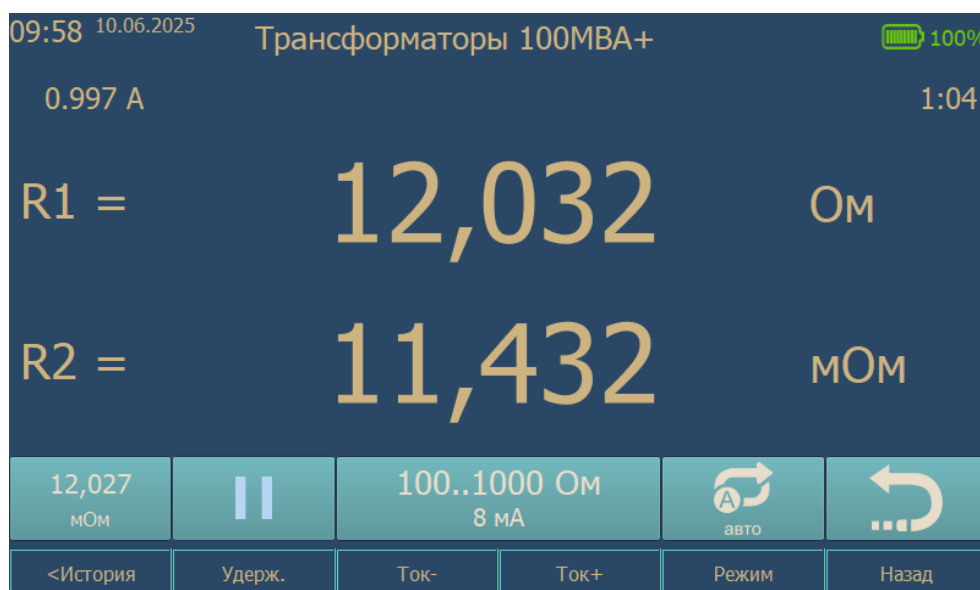 09:58 10.06.2025 Трансформаторы 100МВА+ 100%
0.997 А 1:04
R1 = 12,032 Ом
R2 = 11,432 мОм
12,027 100..1000 Ом
мОм 8 мА авто
<История Удерж. Ток- Ток+ Режим Назад